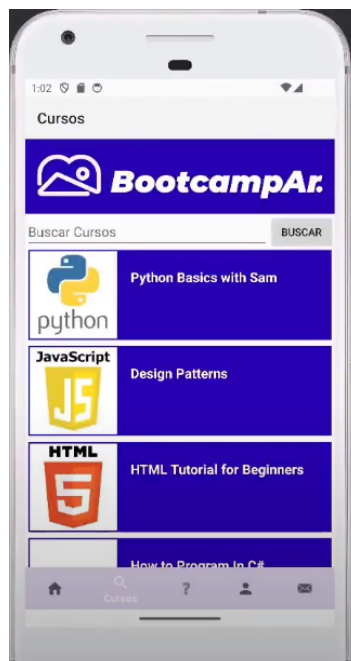 1:02
Cursos
BootcampAr.
Buscar Cursos
BUSCAR
python
Python Basics with Sam
JavaScript
JS
Design Patterns
HTML
5
HTML Tutorial for Beginners
How to Program In C#
?
Cursos